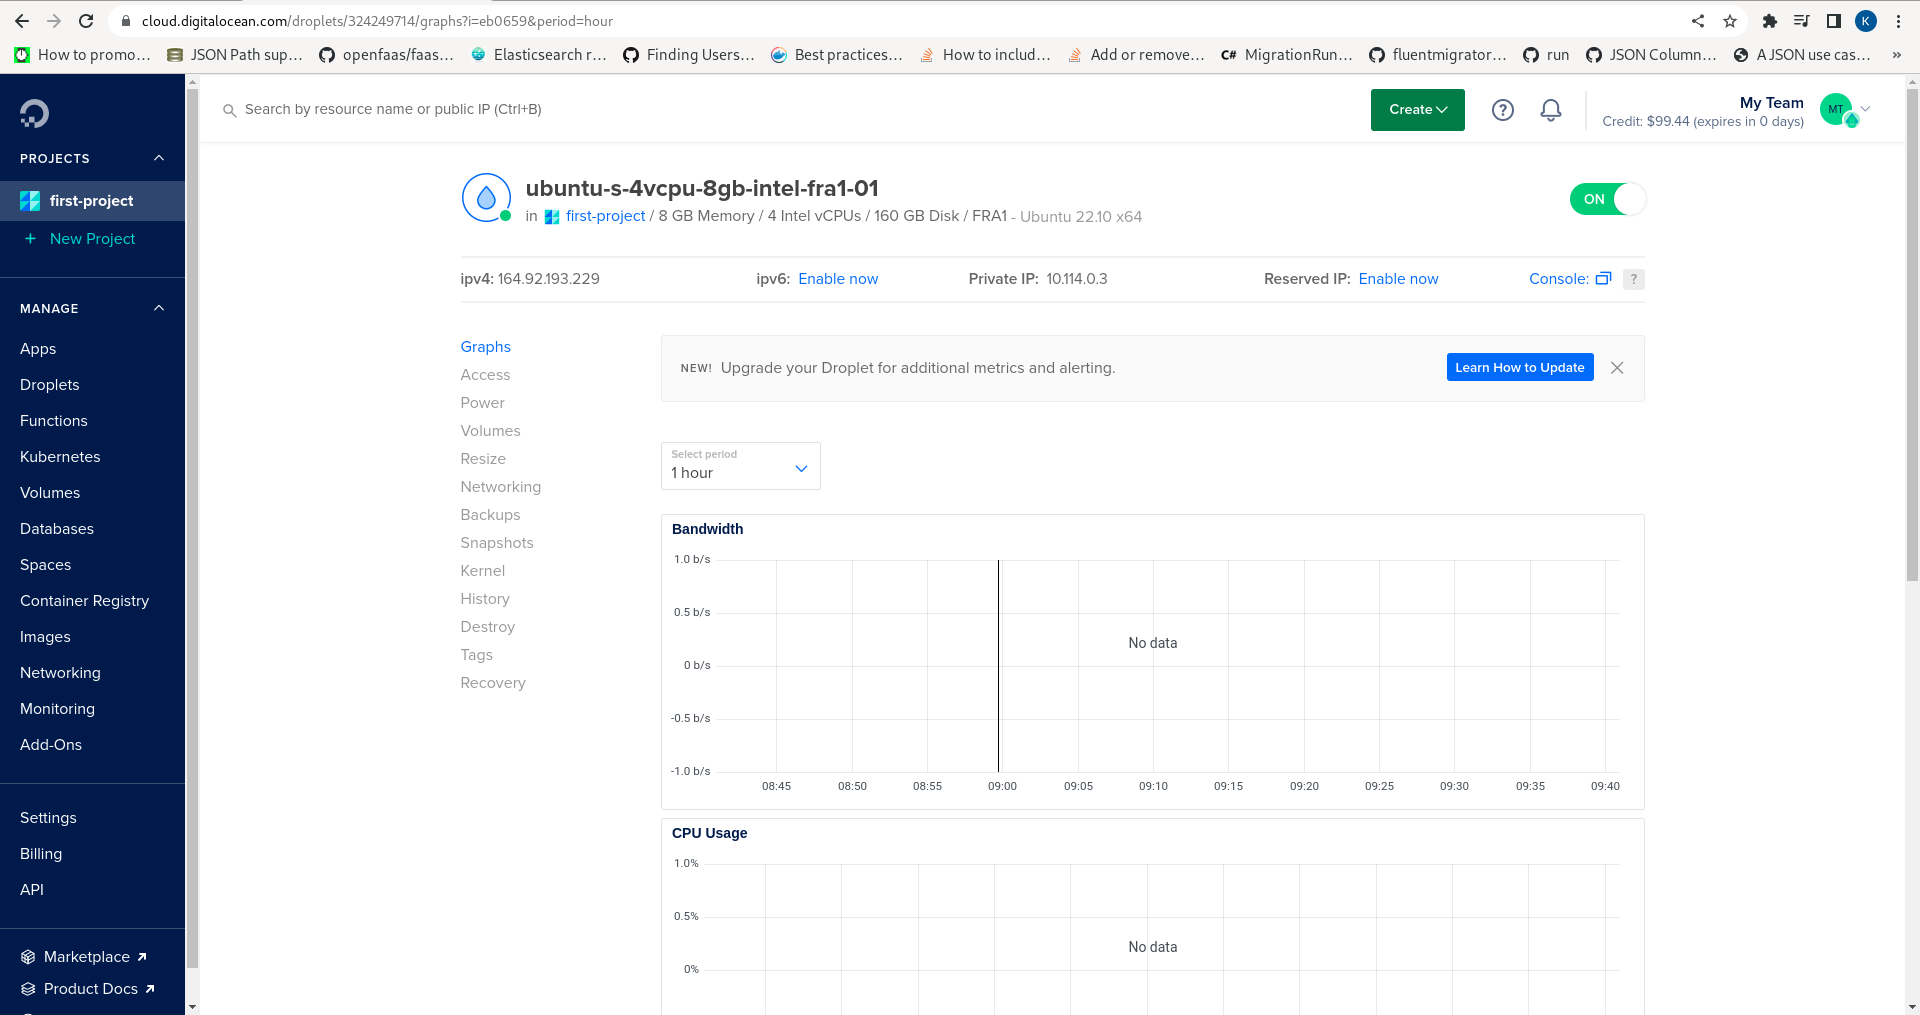 cloud.digitalocean.com/droplets/324249714/graphs?i=eb0659&period=hour
K
How to promo…
JSON Path sup…
openfaas/faas…
Elasticsearch r…
Finding Users…
Best practices…
How to includ…
Add or remove…
C# MigrationRun…
fluentmigrator…
run
JSON Column…
A JSON use cas…
»
PROJECTS
first-project
+ New Project
MANAGE
Apps
Droplets
Functions
Kubernetes
Volumes
Databases
Spaces
Container Registry
Images
Networking
Monitoring
Add-Ons
Settings
Billing
API
Marketplace
Product Docs
Search by resource name or public IP (Ctrl+B)
Create
?
My Team
Credit: $99.44 (expires in 0 days)
MT
ubuntu-s-4vcpu-8gb-intel-fra1-01
in first-project / 8 GB Memory / 4 Intel vCPUs / 160 GB Disk / FRA1 - Ubuntu 22.10 x64
ON
ipv4: 164.92.193.229
ipv6: Enable now
Private IP: 10.114.0.3
Reserved IP: Enable now
Console:
?
Graphs
Access
Power
Volumes
Resize
Networking
Backups
Snapshots
Kernel
History
Destroy
Tags
Recovery
NEW! Upgrade your Droplet for additional metrics and alerting.
Learn How to Update
Select period
1 hour
Bandwidth
1.0 b/s
0.5 b/s
No data
0 b/s
-0.5 b/s
-1.0 b/s
08:45 08:50 08:55 09:00 09:05 09:10 09:15 09:20 09:25 09:30 09:35 09:40
CPU Usage
1.0%
0.5%
No data
0%